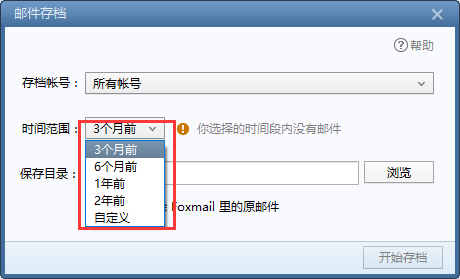 邮件存档
帮助
存档帐号： 所有帐号
时间范围： 3个月前 你选择的时间段内没有邮件
3个月前
6个月前
1年前
2年前
自定义
保存目录： 浏览
Foxmail 里的原邮件
开始存档